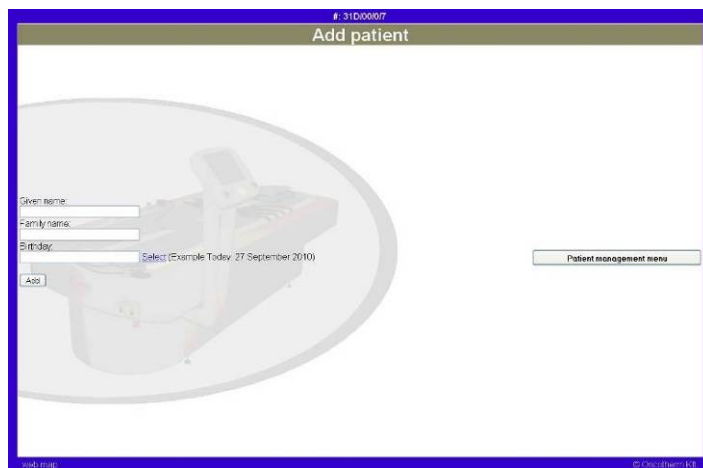 #: 31D/00/0/7
Add patient
Given name:
Family name:
Birthday:
Select (Example Today: 27 September 2010)
Add
Patient management menu
web map
© Oncotherm Kft.